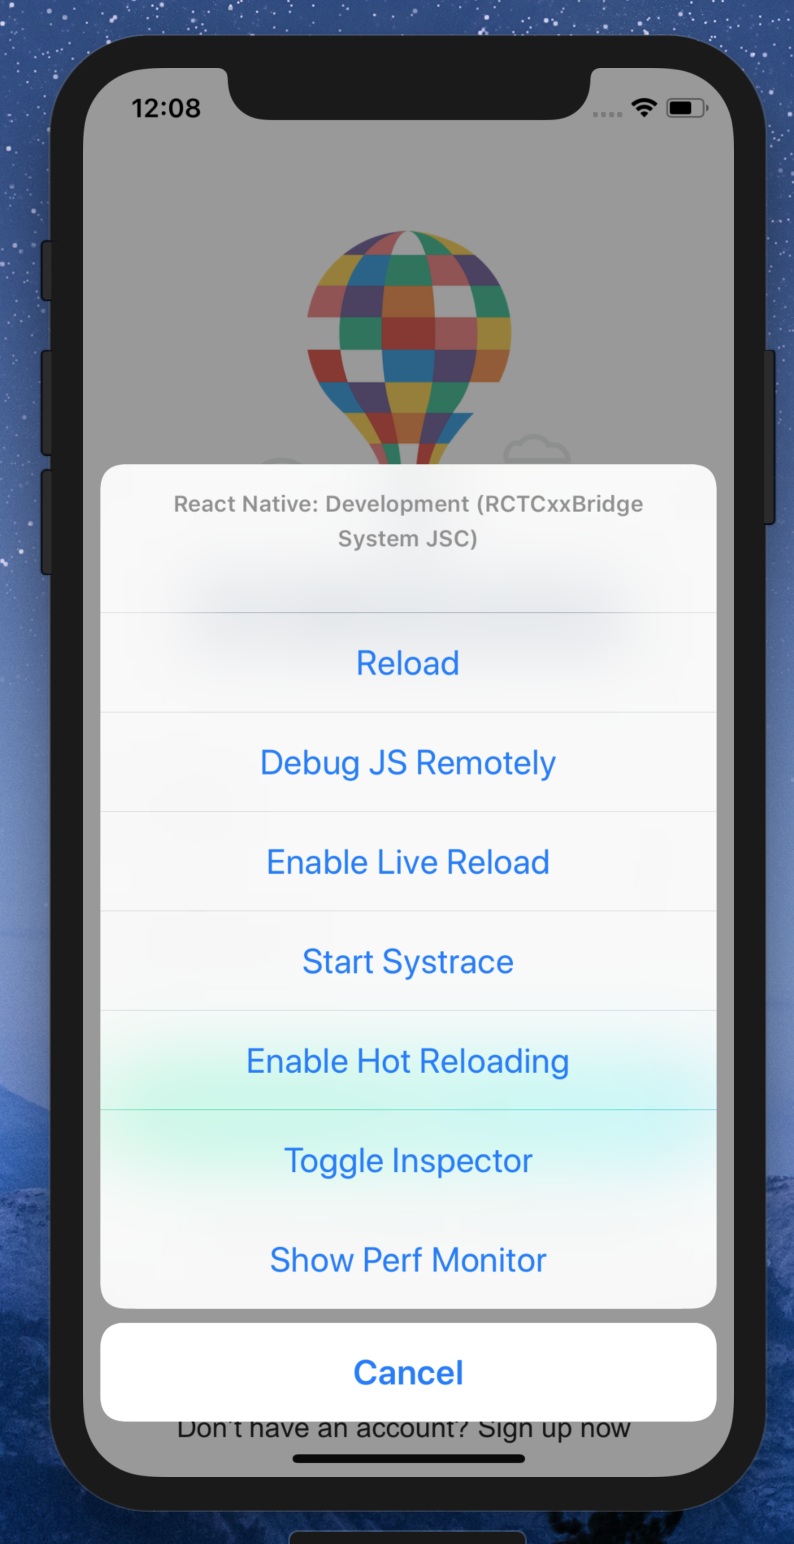 12:08
React Native: Development (RCTCxxBridge
System JSC)
Reload
Debug JS Remotely
Enable Live Reload
Start Systrace
Enable Hot Reloading
Toggle Inspector
Show Perf Monitor
Cancel
Don't have an account? Sign up now